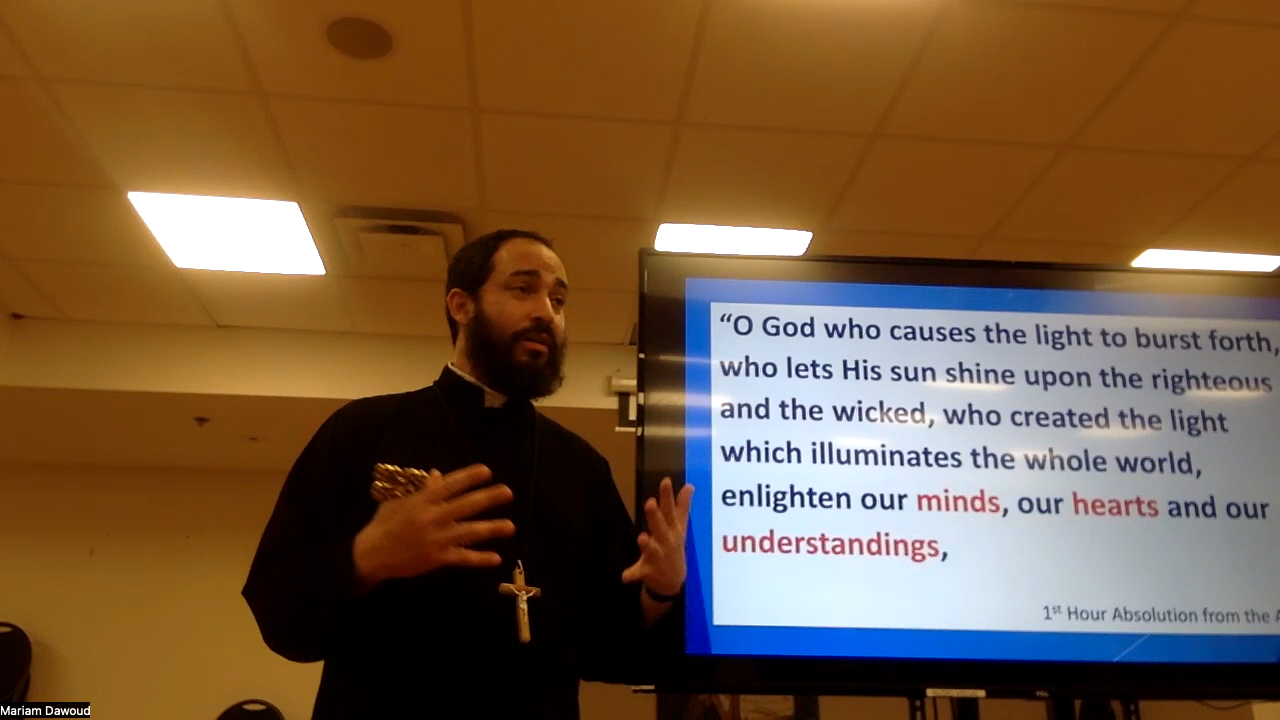 “O God who causes the light to burst forth,
who lets His sun shine upon the righteous
and the wicked, who created the light
which illuminates the whole world,
enlighten our minds, our hearts and our
understandings,
1st Hour Absolution from the
Mariam Dawoud